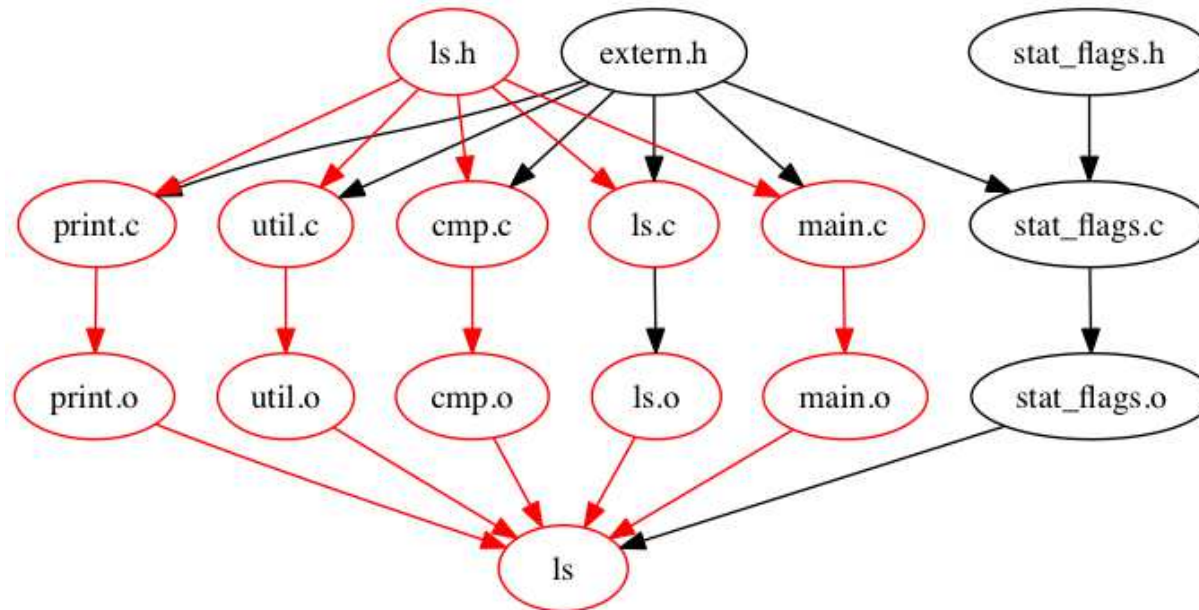 ls.h
extern.h
stat_flags.h
print.c
util.c
cmp.c
ls.c
main.c
stat_flags.c
print.o
util.o
cmp.o
ls.o
main.o
stat_flags.o
ls